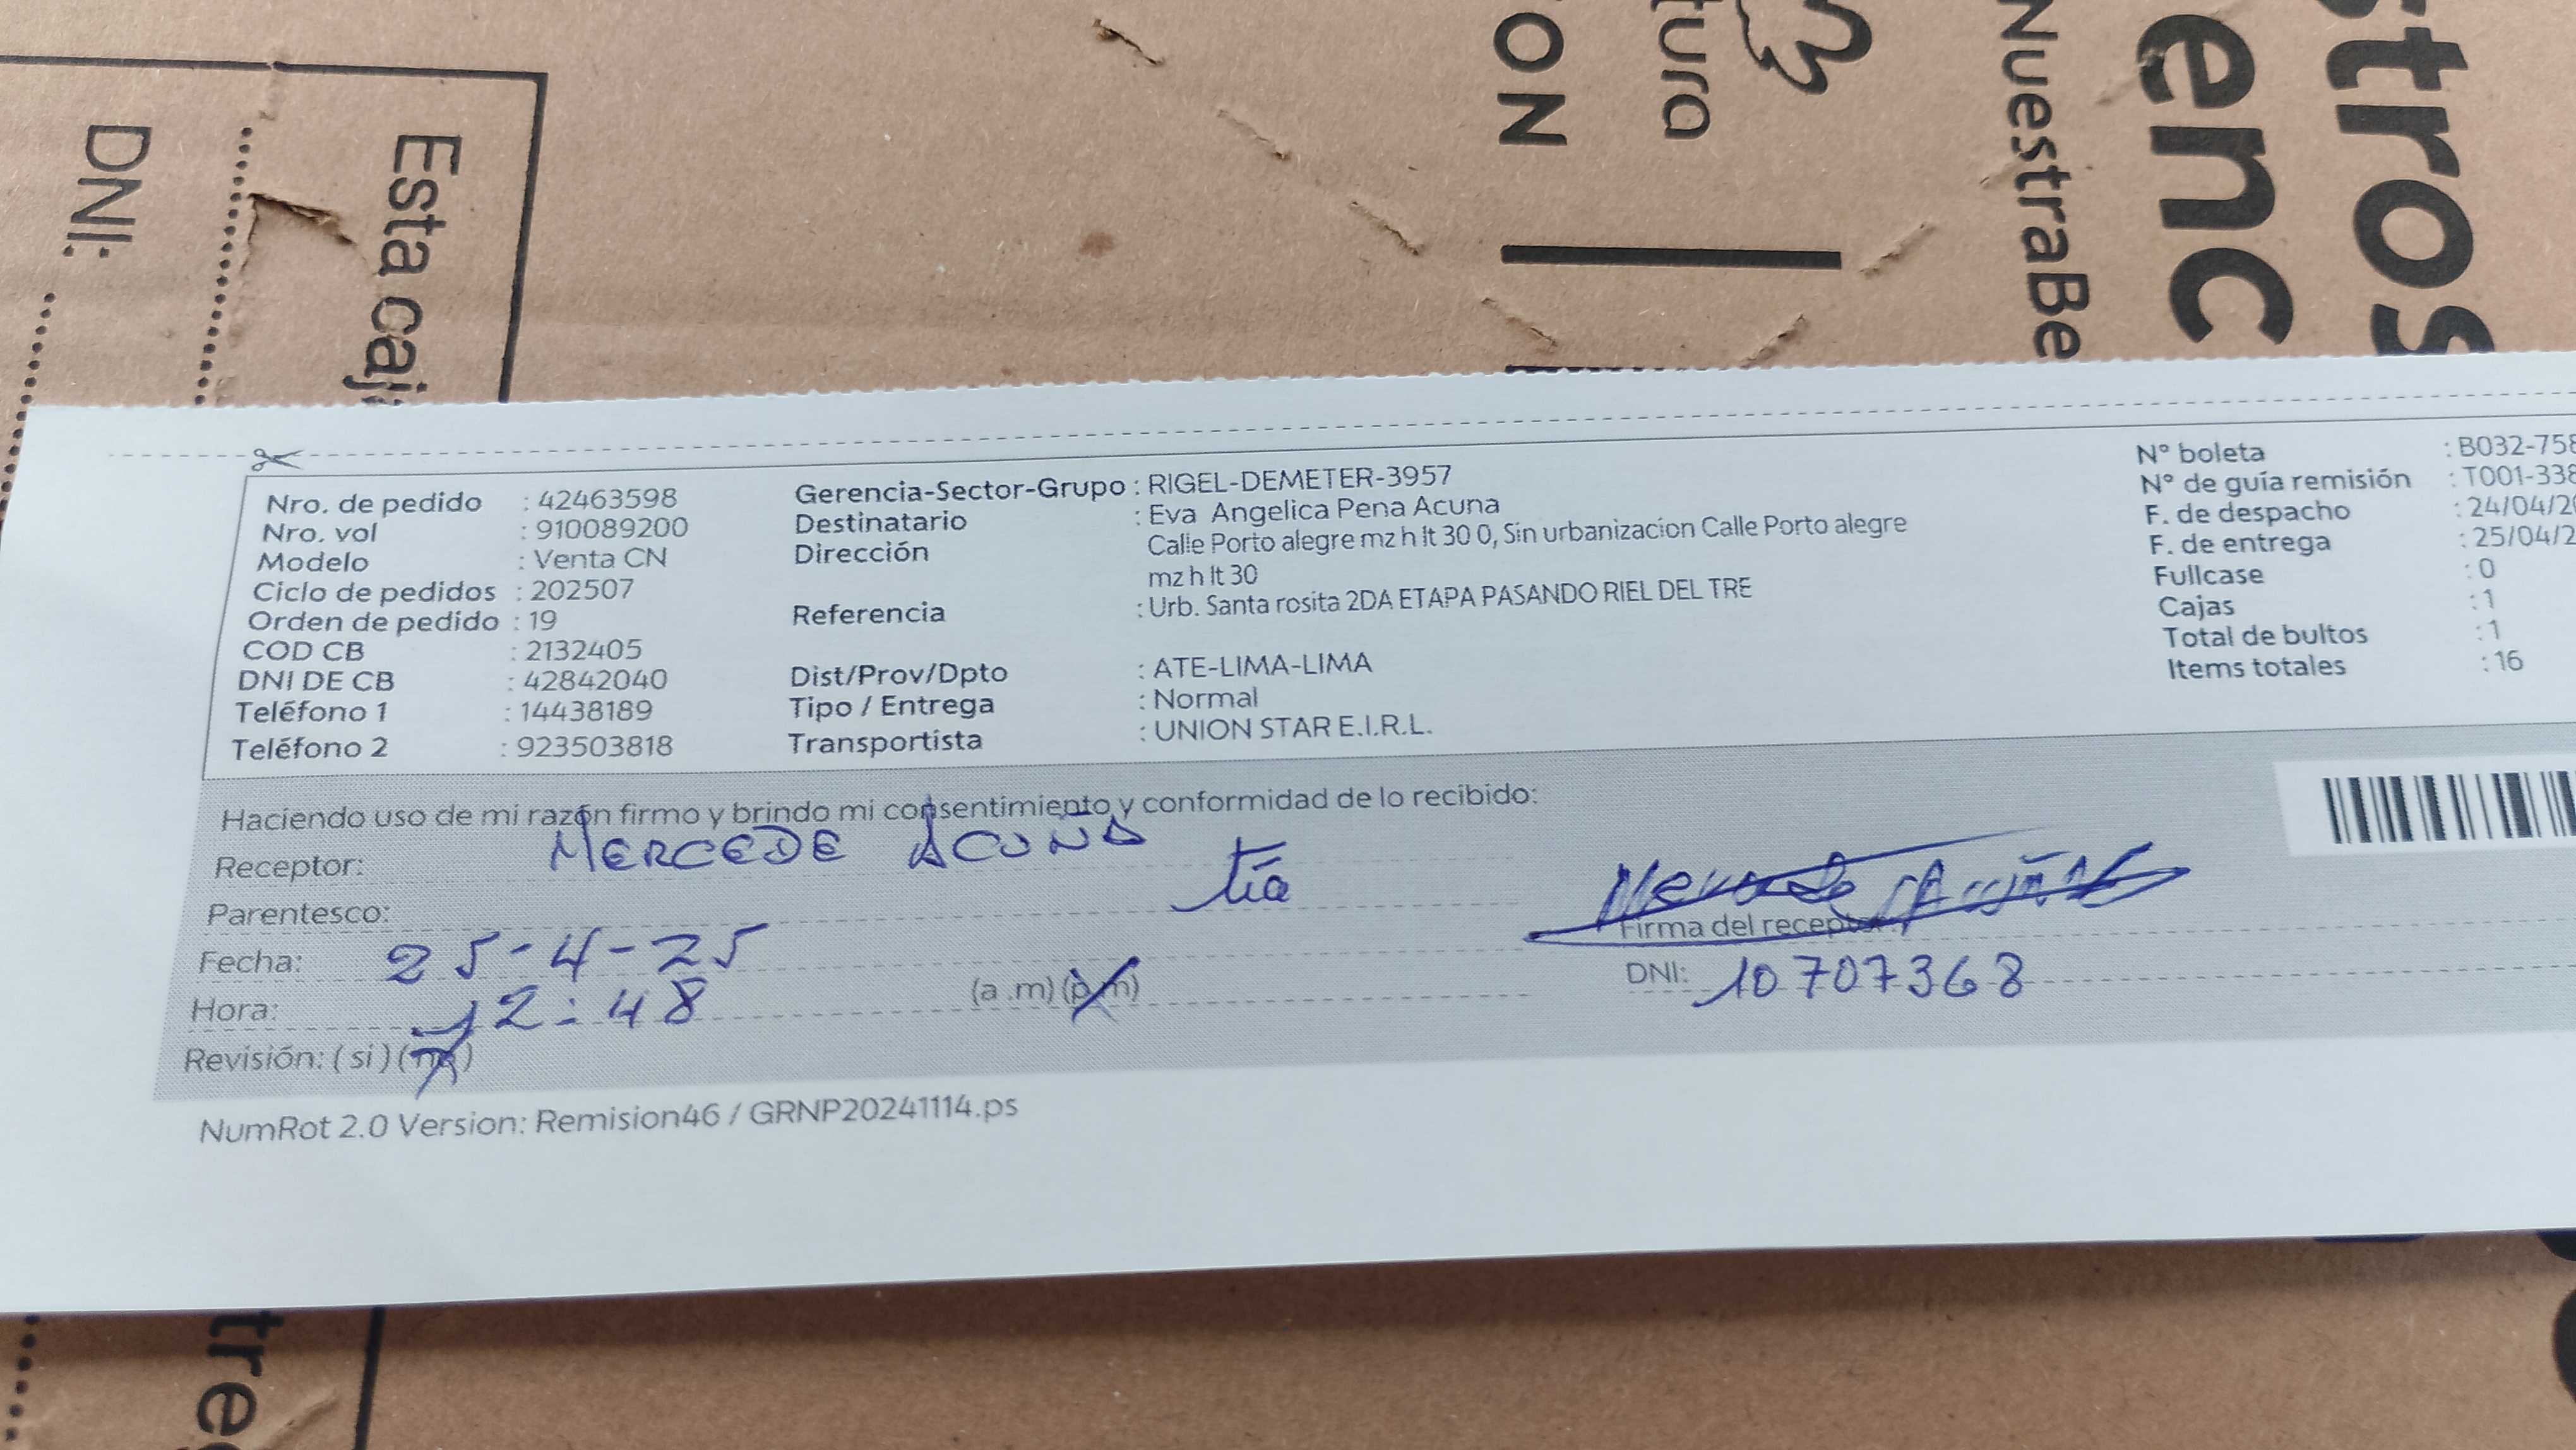 DNI:
Esta caj
ON
tura
NuestraBe
enc
tros
Nro. de pedido : 42463598
Nro. vol : 910089200
Modelo : Venta CN
Ciclo de pedidos : 202507
Orden de pedido : 19
COD CB : 2132405
DNI DE CB : 42842040
Teléfono 1 : 14438189
Teléfono 2 : 923503818
Gerencia-Sector-Grupo : RIGEL-DEMETER-3957
Destinatario : Eva Angelica Pena Acuna
Dirección Calle Porto alegre mz h lt 30 0, Sin urbanizacion Calle Porto alegre
mz h lt 30
Referencia : Urb. Santa rosita 2DA ETAPA PASANDO RIEL DEL TRE
Dist/Prov/Dpto : ATE-LIMA-LIMA
Tipo / Entrega : Normal
Transportista : UNION STAR E.I.R.L.
N° boleta : B032-758
N° de guía remisión : T001-338
F. de despacho : 24/04/20
F. de entrega : 25/04/2
Fullcase : 0
Cajas : 1
Total de bultos : 1
Items totales : 16
Haciendo uso de mi razón firmo y brindo mi consentimiento y conformidad de lo recibido:
Receptor: MERCEDE ACUÑA
Parentesco: tía
Fecha: 25-4-25
Hora: 12:48 (a.m) (p.m)
Revisión: ( si ) ( no )
Mercede Acuña
Firma del receptor
DNI: 10707368
NumRot 2.0 Version: Remision46 / GRNP20241114.ps
tre